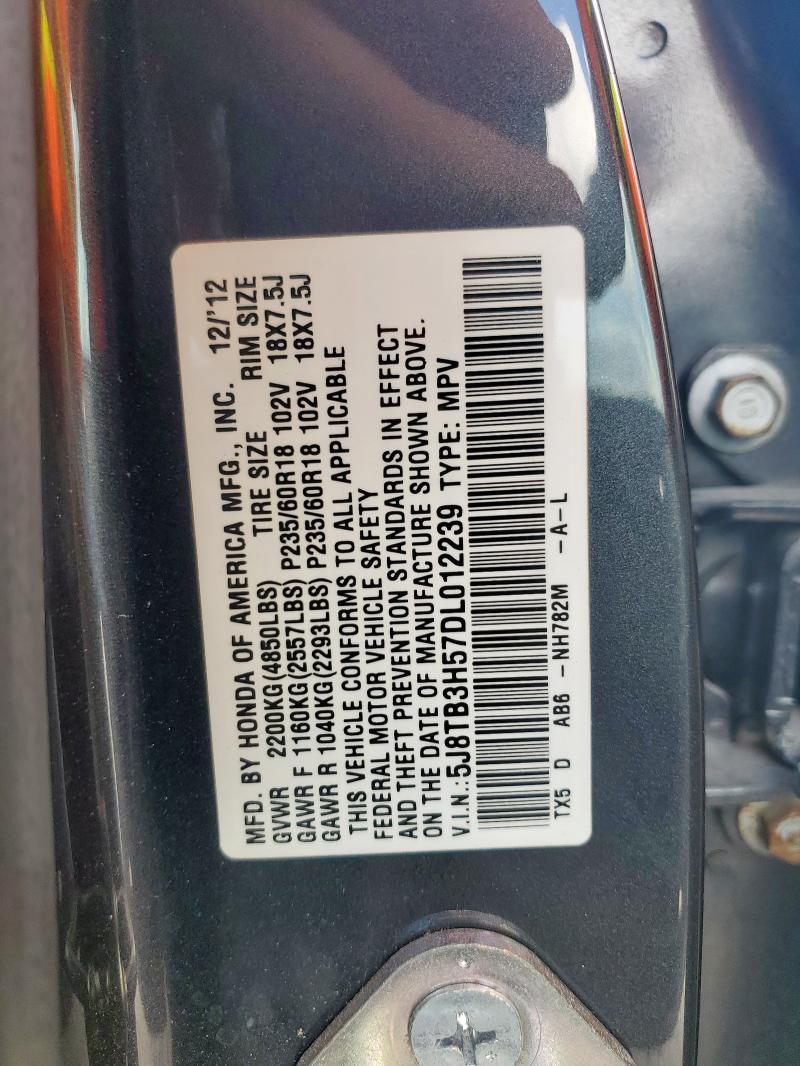 MFD. BY HONDA OF AMERICA MFG., INC. 12/'12
GVWR 2200KG(4850LBS) TIRE SIZE RIM SIZE
GAWR F 1160KG(2557LBS) P235/60R18 102V 18X7.5J
GAWR R 1040KG(2293LBS) P235/60R18 102V 18X7.5J
THIS VEHICLE CONFORMS TO ALL APPLICABLE
FEDERAL MOTOR VEHICLE SAFETY
AND THEFT PREVENTION STANDARDS IN EFFECT
ON THE DATE OF MANUFACTURE SHOWN ABOVE.
V.I.N.:5J8TB3H57DL012239 TYPE: MPV
TX5 D AB6 -NH782M -A-L